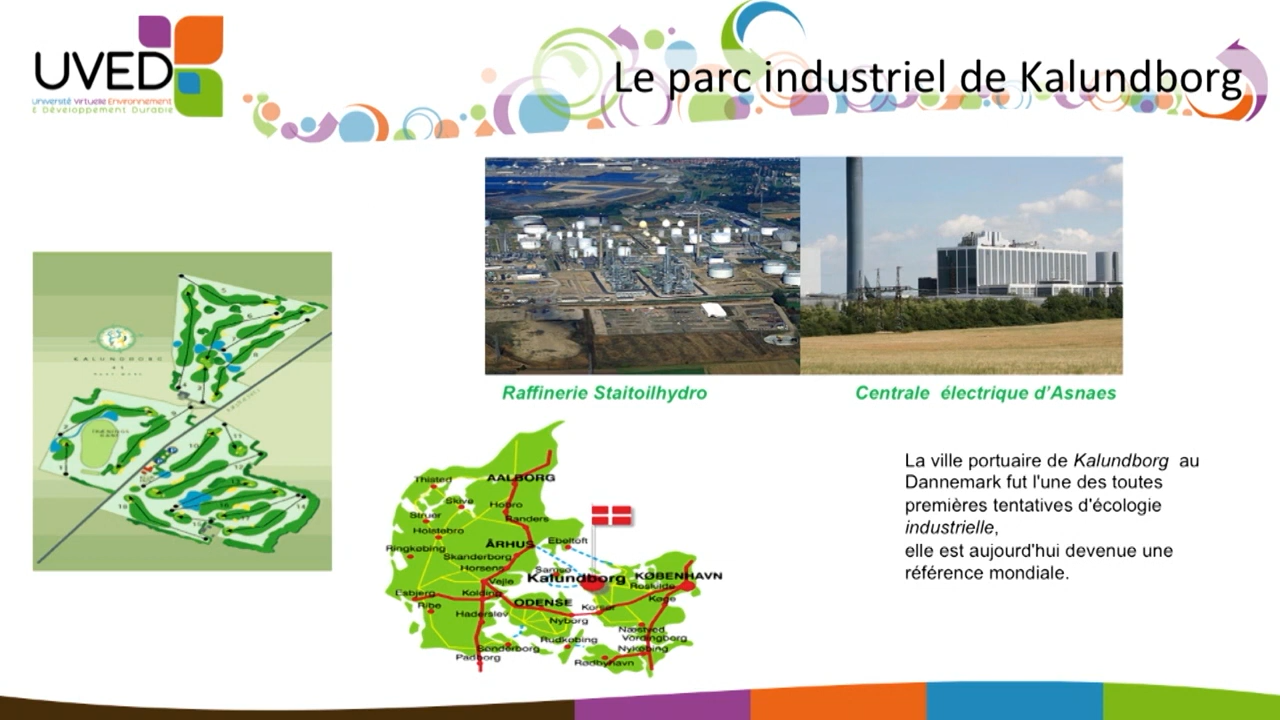 UVED
Université Virtuelle Environnement
& Développement Durable
Le parc industriel de Kalundborg
KALUNDBORG
Raffinerie Staitoilhydro
Centrale électrique d'Asnaes
La ville portuaire de Kalundborg au
Dannemark fut l'une des toutes
premières tentatives d'écologie
industrielle,
elle est aujourd'hui devenue une
référence mondiale.
Thisted
AALBORG
Skive
Hobro
Struer
Randers
Holstebro
Ringkøbing
ÅRHUS
Ebeltoft
Skanderborg
Horsens
Samsø
Vejle
Kalundborg
KØBENHAVN
Roskilde
Esbjerg
Kolding
Køge
Ribe
ODENSE
Korsør
Haderslev
Nyborg
Næstved
Vordingborg
Rudkøbing
Sønderborg
Nykøbing
Padborg
Rødbyhavn